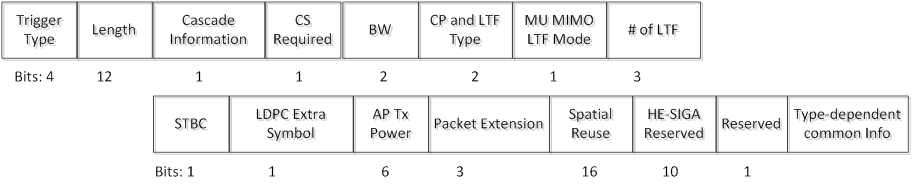 Trigger Type
Length
Cascade Information
CS Required
BW
CP and LTF Type
MU MIMO LTF Mode
# of LTF
Bits: 4 12 1 1 2 2 1 3
STBC
LDPC Extra Symbol
AP Tx Power
Packet Extension
Spatial Reuse
HE-SIGA Reserved
Reserved
Type-dependent common Info
Bits: 1 1 6 3 16 10 1